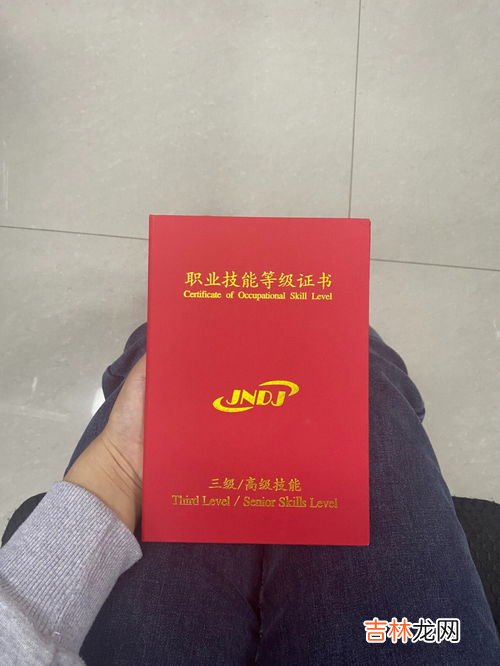 职业技能等级证书
Certificate of Occupational Skill Level
JNDJ
三级/高级技能
Third Level / Senior Skills Level
吉林龙网